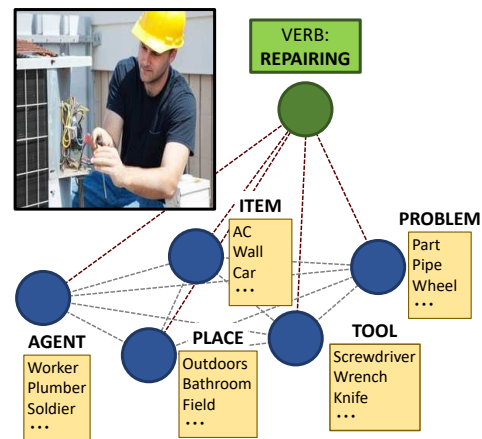 VERB:
REPAIRING
ITEM
AC
Wall
Car
...
PROBLEM
Part
Pipe
Wheel
...
AGENT
Worker
Plumber
Soldier
...
PLACE
Outdoors
Bathroom
Field
...
TOOL
Screwdriver
Wrench
Knife
...